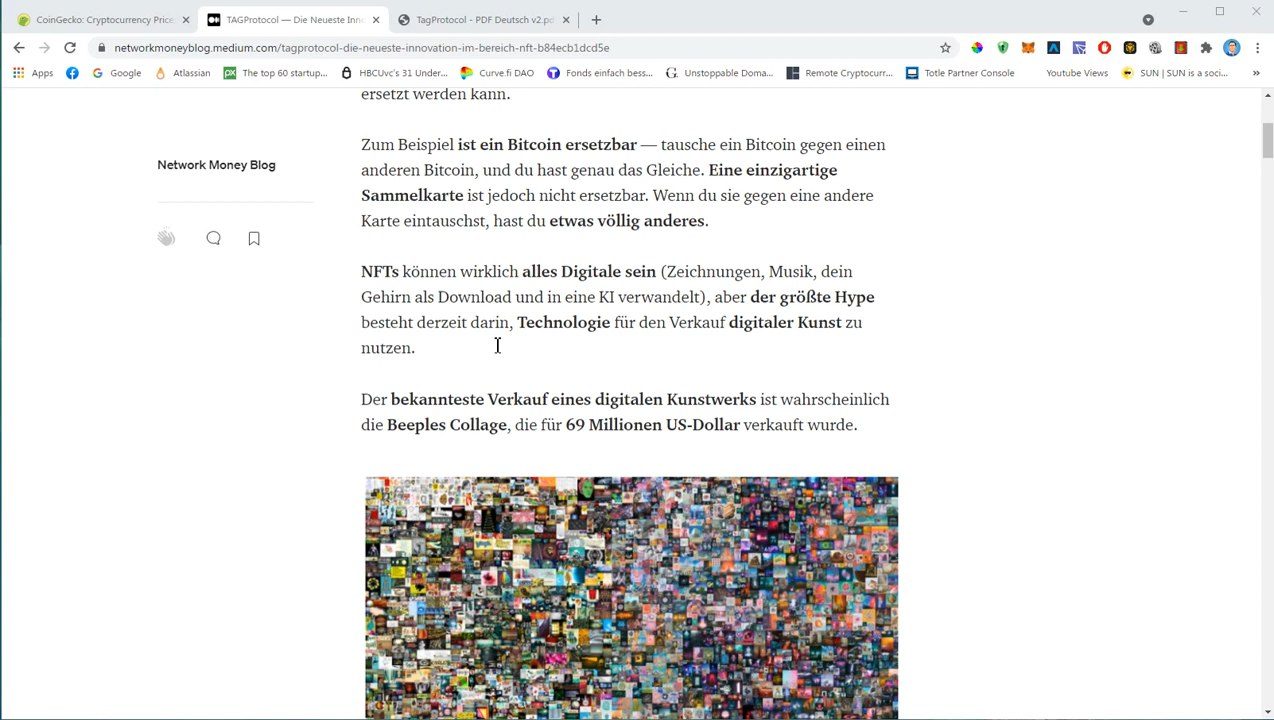 CoinGecko: Cryptocurrency Price
TAGProtocol — Die Neueste Inno
TagProtocol - PDF Deutsch v2.pd
networkmoneyblog.medium.com/tagprotocol-die-neueste-innovation-im-bereich-nft-b84ecb1dcd5e
Apps
Google
Atlassian
The top 60 startup...
HBCUvc's 31 Under...
Curve.fi DAO
Fonds einfach bess...
Unstoppable Doma...
Remote Cryptocurr...
Totle Partner Console
Youtube Views
SUN | SUN is a soci...
ersetzt werden kann.
Zum Beispiel ist ein Bitcoin ersetzbar — tausche ein Bitcoin gegen einen
anderen Bitcoin, und du hast genau das Gleiche. Eine einzigartige
Sammelkarte ist jedoch nicht ersetzbar. Wenn du sie gegen eine andere
Karte eintauschst, hast du etwas völlig anderes.
Network Money Blog
NFTs können wirklich alles Digitale sein (Zeichnungen, Musik, dein
Gehirn als Download und in eine KI verwandelt), aber der größte Hype
besteht derzeit darin, Technologie für den Verkauf digitaler Kunst zu
nutzen.
Der bekannteste Verkauf eines digitalen Kunstwerks ist wahrscheinlich
die Beeples Collage, die für 69 Millionen US-Dollar verkauft wurde.